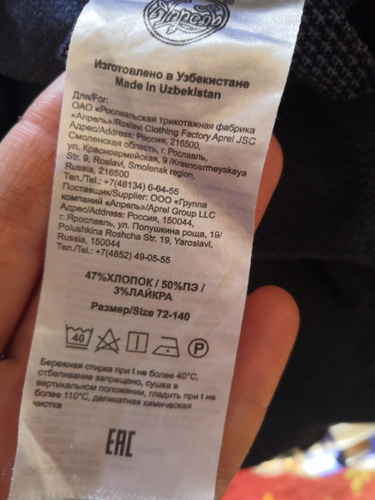 Апрель
Изготовлено в Узбекистане
Made in Uzbekistan
Для/For:
ОАО «Рославльская трикотажная фабрика
«Апрель»/Roslavl Clothing Factory Aprel JSC
Адрес/Address: Россия, 216500,
Смоленская область, г. Рославль,
ул, Красноармейская, 9 /Krasnoarmeyskaya
Str. 9, Roslavl, Smolensk region,
Russia, 216500
Тел./Tel.: +7(48134) 6-64-55
Поставщик/Supplier: ООО «Группа
компаний «Апрель»/Aprel Group LLC
Адрес/Address: Россия, 150044,
г. Ярославль, ул. Полушкина роща, 19/
Polushkina Roshcha Str. 19, Yaroslavl,
Russia, 150044
Тел./Tel.: +7(4852) 49-05-55
47%ХЛОПОК / 50%ПЭ /
3%ЛАЙКРА
Размер/Size 72-140
40 P
Бережная стирка при t не более 40°C,
отбеливание запрещено, сушка в
вертикальном положении, гладить при t не
более 110°C, деликатная химическая
чистка
EAC